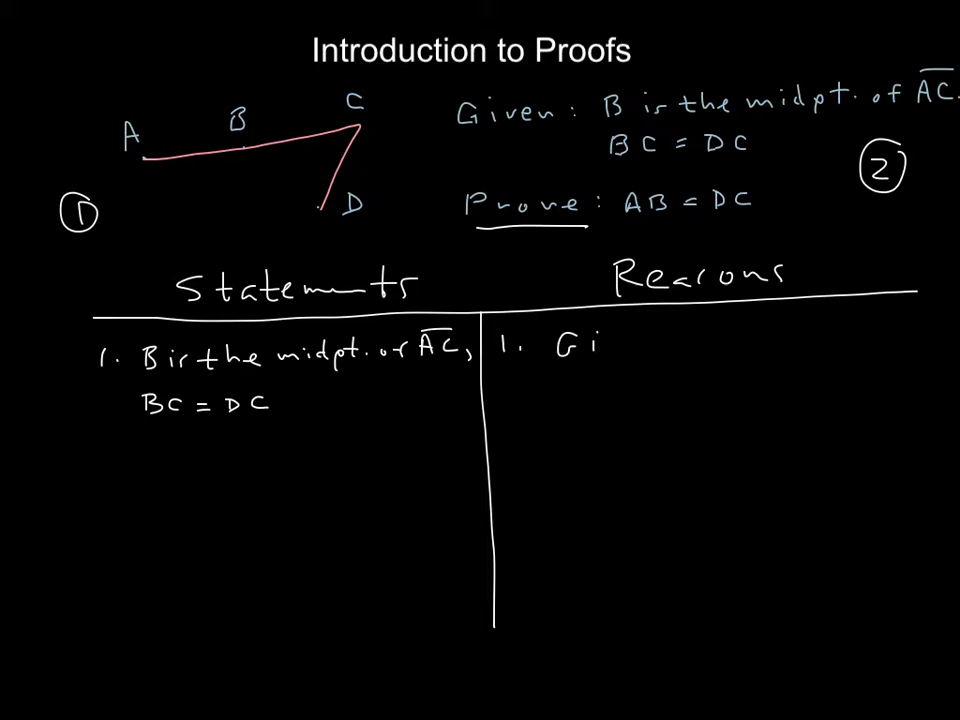 Introduction to Proofs
A B C
Given: B is the midpt. of AC.
BC = DC
2
1
D
Prove: AB = DC
Statements
Reasons
1. B is the midpt. of AC,
1. Gi
BC = DC